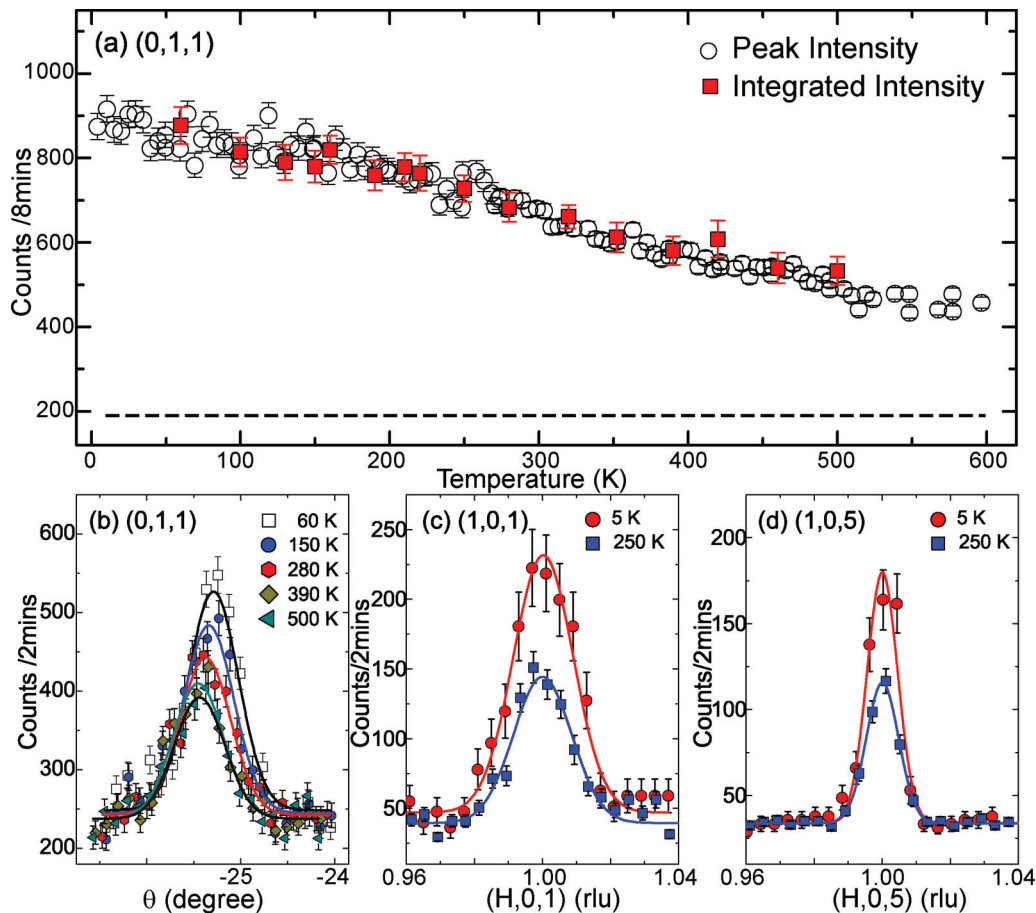 (a) (0,1,1)
Peak Intensity
Integrated Intensity
1000
800
600
400
200
Counts /8mins
0 100 200 300 400 500 600
Temperature (K)
(b) (0,1,1)
60 K
150 K
280 K
390 K
500 K
600
500
400
300
200
Counts /2mins
-25 -24
θ (degree)
(c) (1,0,1)
5 K
250 K
250
200
150
100
50
Counts/2mins
0.96 1.00 1.04
(H,0,1) (rlu)
(d) (1,0,5)
5 K
250 K
200
150
100
50
Counts/2mins
0.96 1.00 1.04
(H,0,5) (rlu)